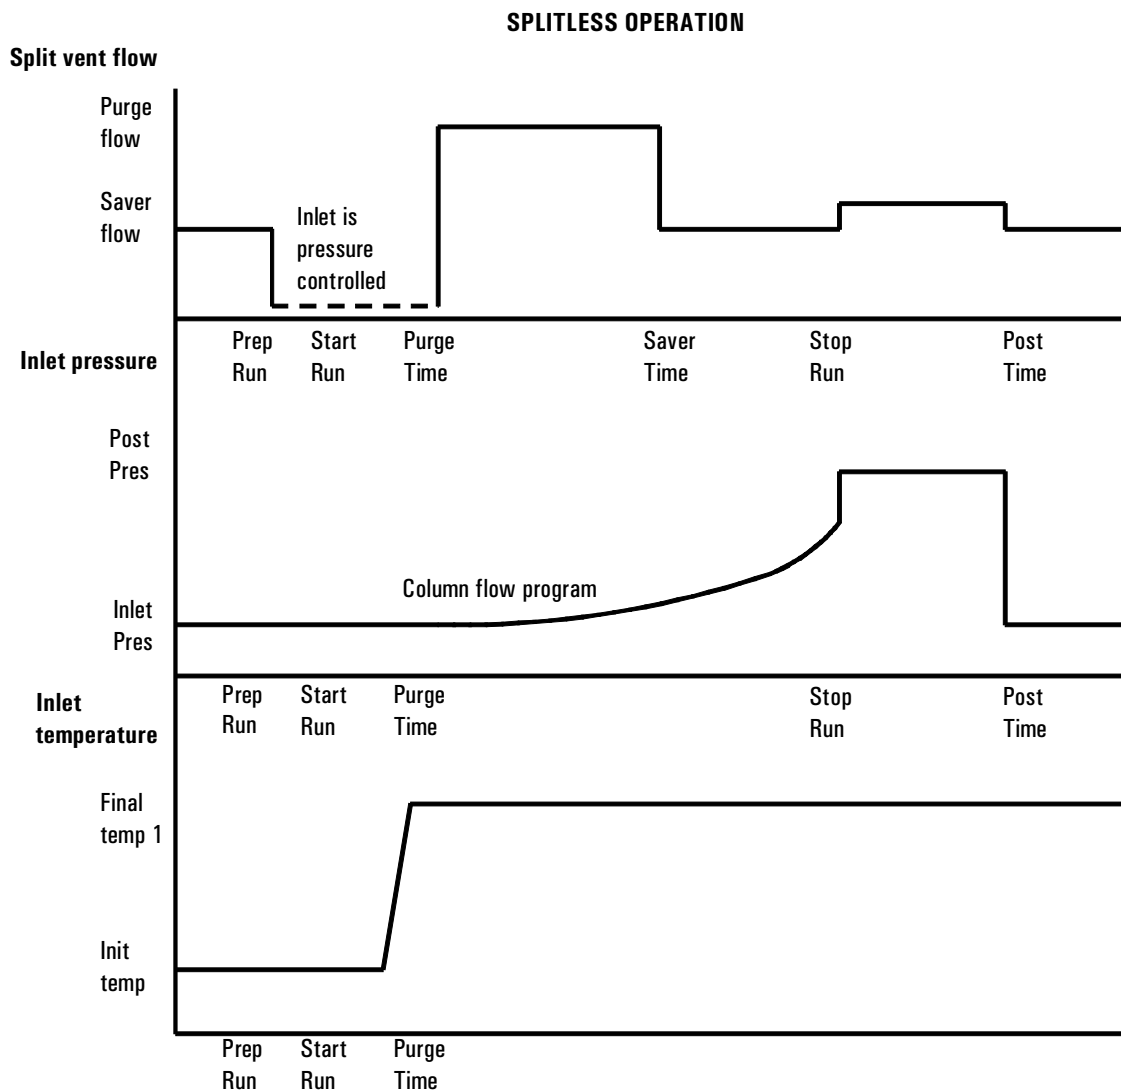 SPLITLESS OPERATION
Split vent flow
Purge
flow
Saver
flow
Inlet is
pressure
controlled
Prep Start Purge Saver Stop Post
Run Run Time Time Run Time
Inlet pressure
Post
Pres
Column flow program
Inlet
Pres
Prep Start Purge Stop Post
Run Run Time Run Time
Inlet
temperature
Final
temp 1
Init
temp
Prep Start Purge
Run Run Time